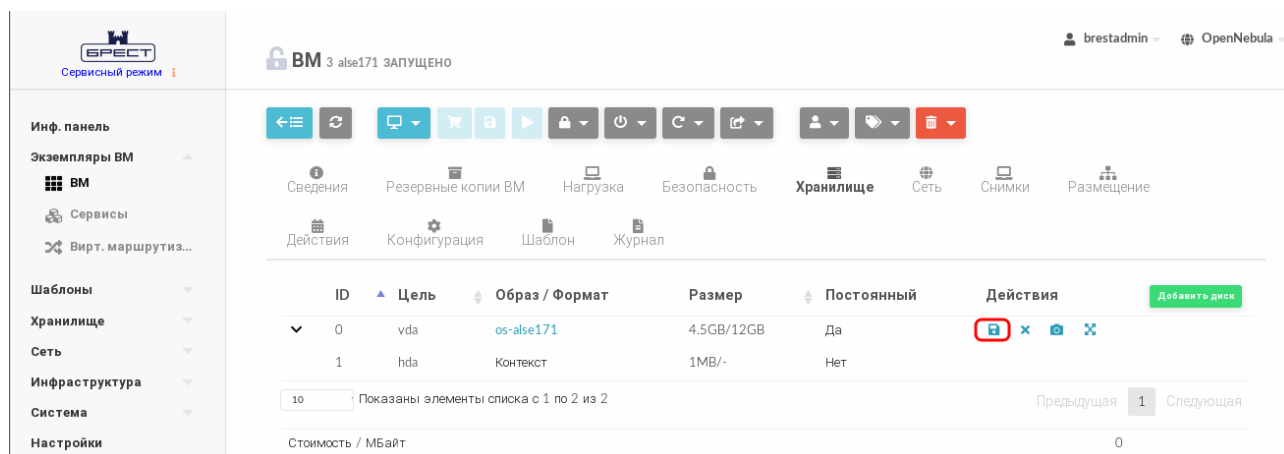 БРЕСТ
Сервисный режим i
ВМ 3 alse171 ЗАПУЩЕНО
brestadmin
OpenNebula
Инф. панель
Экземпляры ВМ
ВМ
Сервисы
Вирт. маршрутиз...
Шаблоны
Хранилище
Сеть
Инфраструктура
Система
Настройки
Сведения Резервные копии ВМ Нагрузка Безопасность Хранилище Сеть Снимки Размещение
Действия Конфигурация Шаблон Журнал
ID Цель Образ / Формат Размер Постоянный Действия Добавить диск
0 vda os-alse171 4.5GB/12GB Да
1 hda Контекст 1MB/- Нет
10 Показаны элементы списка с 1 по 2 из 2 Предыдущая 1 Следующая
Стоимость / МБайт 0